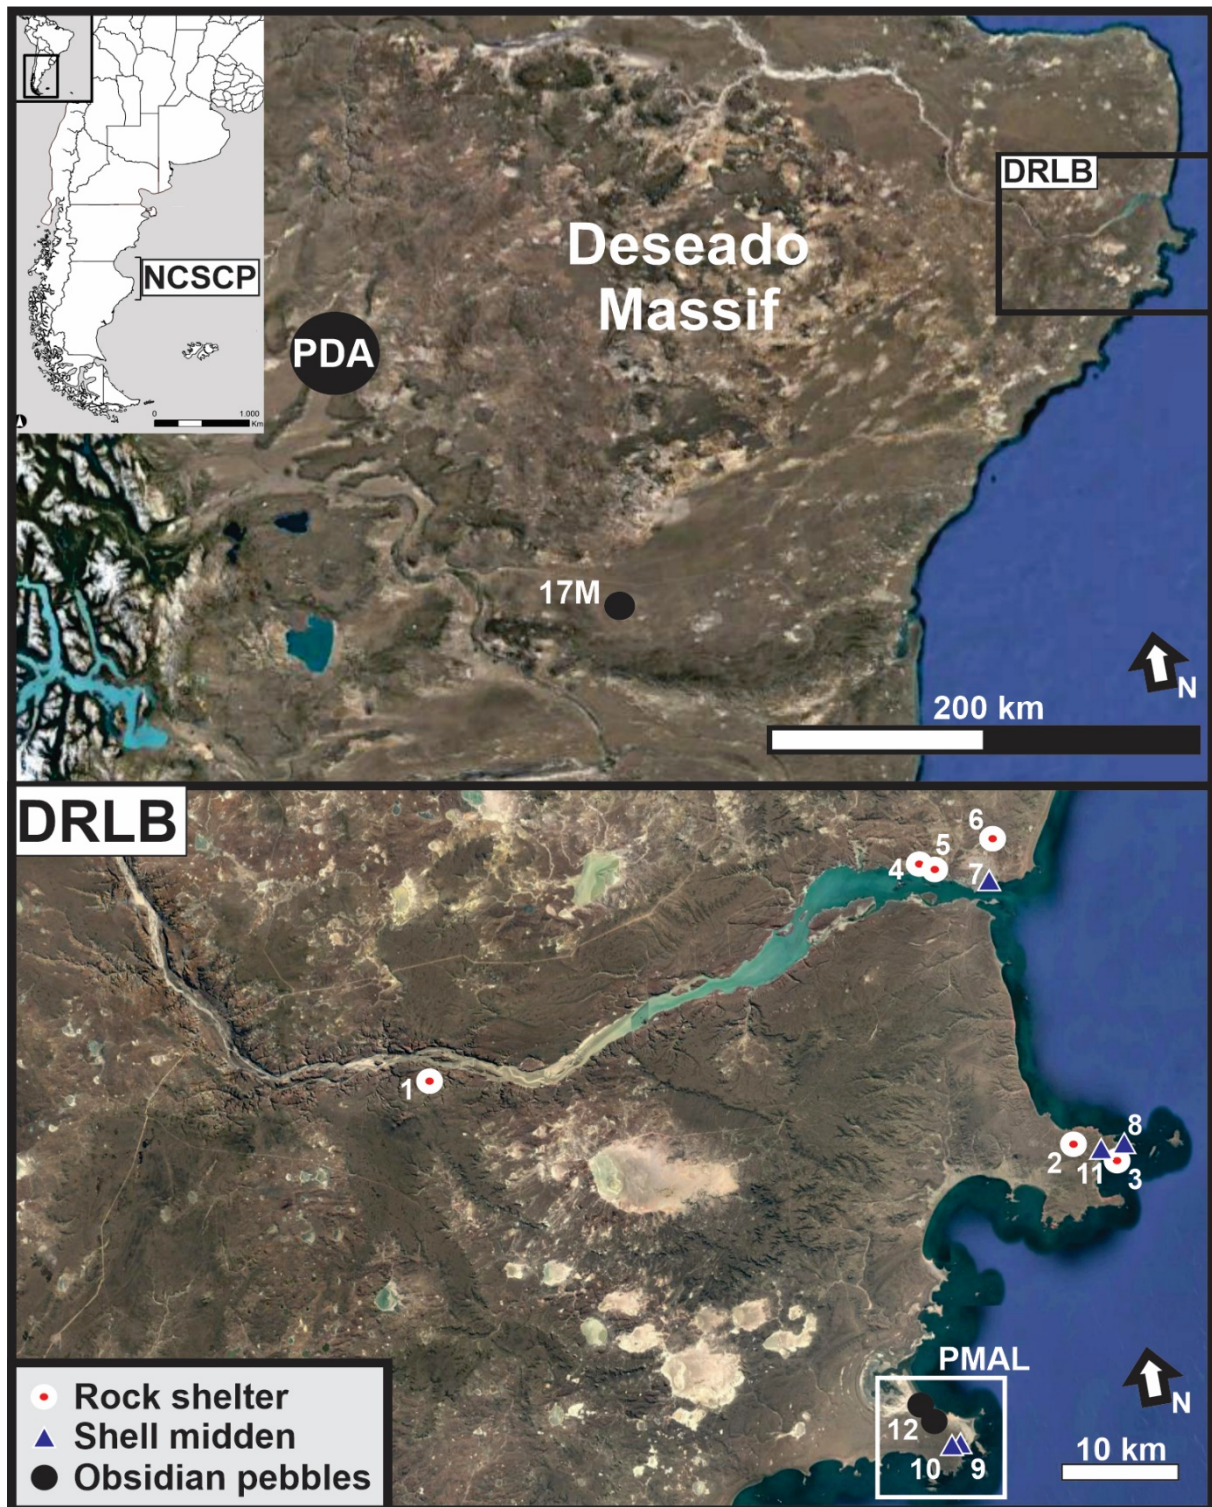 NCSCP
0
1.000
Km
DRLB
Deseado
Massif
PDA
17M
N
200 km
DRLB
6
5
4
7
1
8
2
11
3
PMAL
12
10
9
N
10 km
Rock shelter
Shell midden
Obsidian pebbles